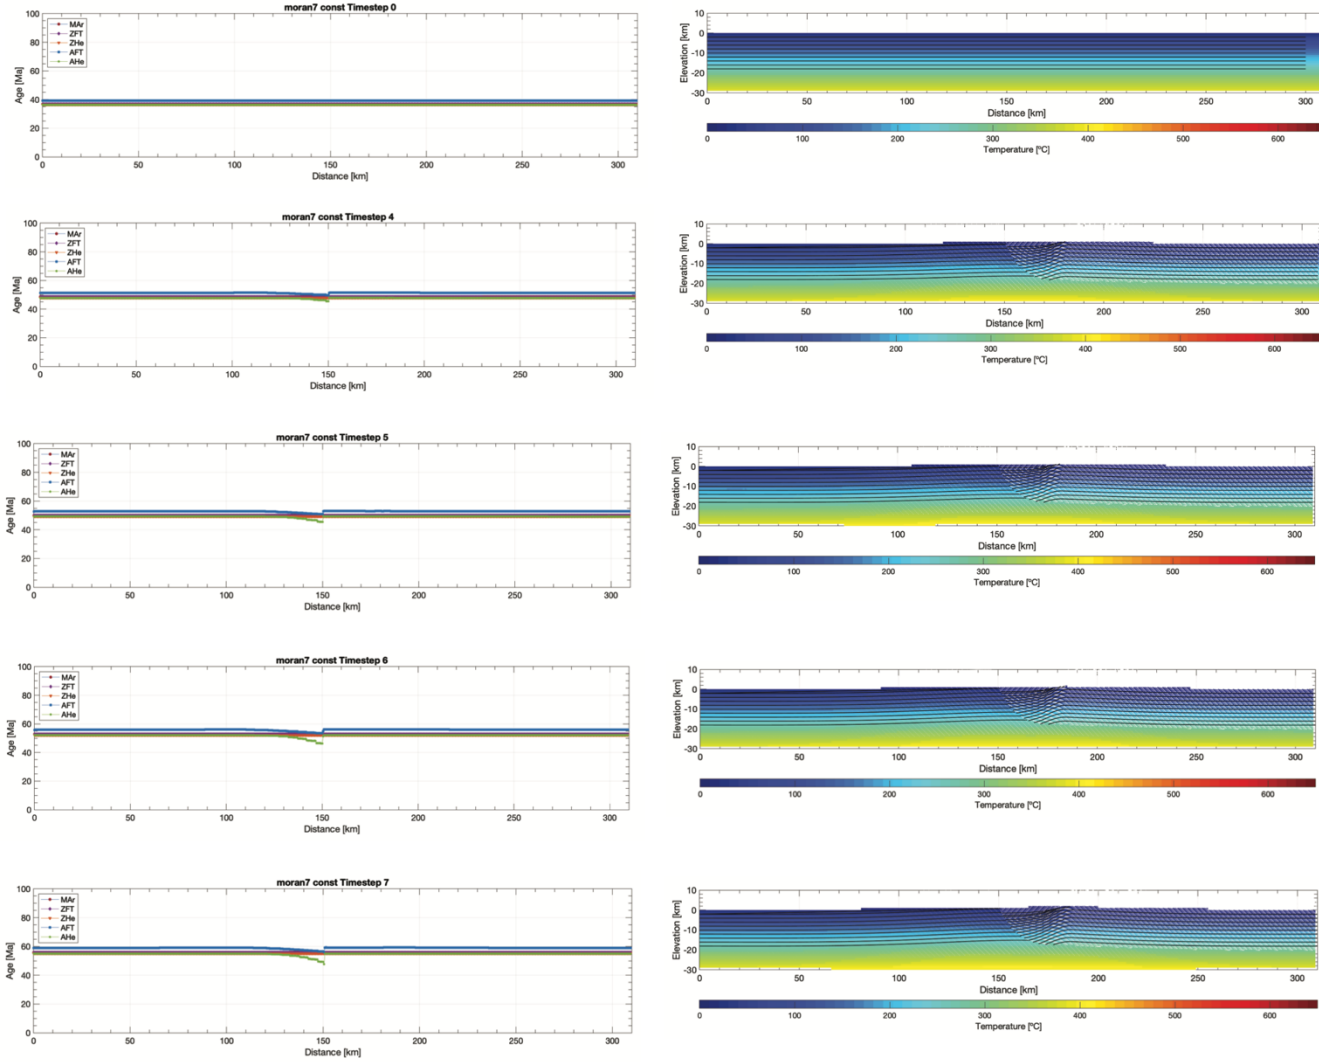 moran7 const Timestep 0
100
80
60
40
20
0
Age [Ma]
MAr
ZFT
ZHe
AFT
AHe
0 50 100 150 200 250 300
Distance [km]
10
0
-10
-20
-30
Elevation [km]
0 50 100 150 200 250 300
Distance [km]
0 100 200 300 400 500 600
Temperature [ºC]
moran7 const Timestep 4
100
80
60
40
20
0
Age [Ma]
MAr
ZFT
ZHe
AFT
AHe
0 50 100 150 200 250 300
Distance [km]
10
0
-10
-20
-30
Elevation [km]
0 50 100 150 200 250 300
Distance [km]
0 100 200 300 400 500 600
Temperature [ºC]
moran7 const Timestep 5
100
80
60
40
20
0
Age [Ma]
MAr
ZFT
ZHe
AFT
AHe
0 50 100 150 200 250 300
Distance [km]
10
0
-10
-20
-30
Elevation [km]
50 100 150 200 250 300
Distance [km]
0 100 200 300 400 500 600
Temperature [ºC]
moran7 const Timestep 6
100
80
60
40
20
0
Age [Ma]
MAr
ZFT
ZHe
AFT
AHe
0 50 100 150 200 250 300
Distance [km]
10
0
-10
-20
-30
Elevation [km]
0 50 100 150 200 250 300
Distance [km]
0 100 200 300 400 500 600
Temperature [ºC]
moran7 const Timestep 7
100
80
60
40
20
0
Age [Ma]
MAr
ZFT
ZHe
AFT
AHe
0 50 100 150 200 250 300
Distance [km]
10
0
-10
-20
-30
Elevation [km]
0 50 100 150 200 250 300
Distance [km]
0 100 200 300 400 500 600
Temperature [ºC]